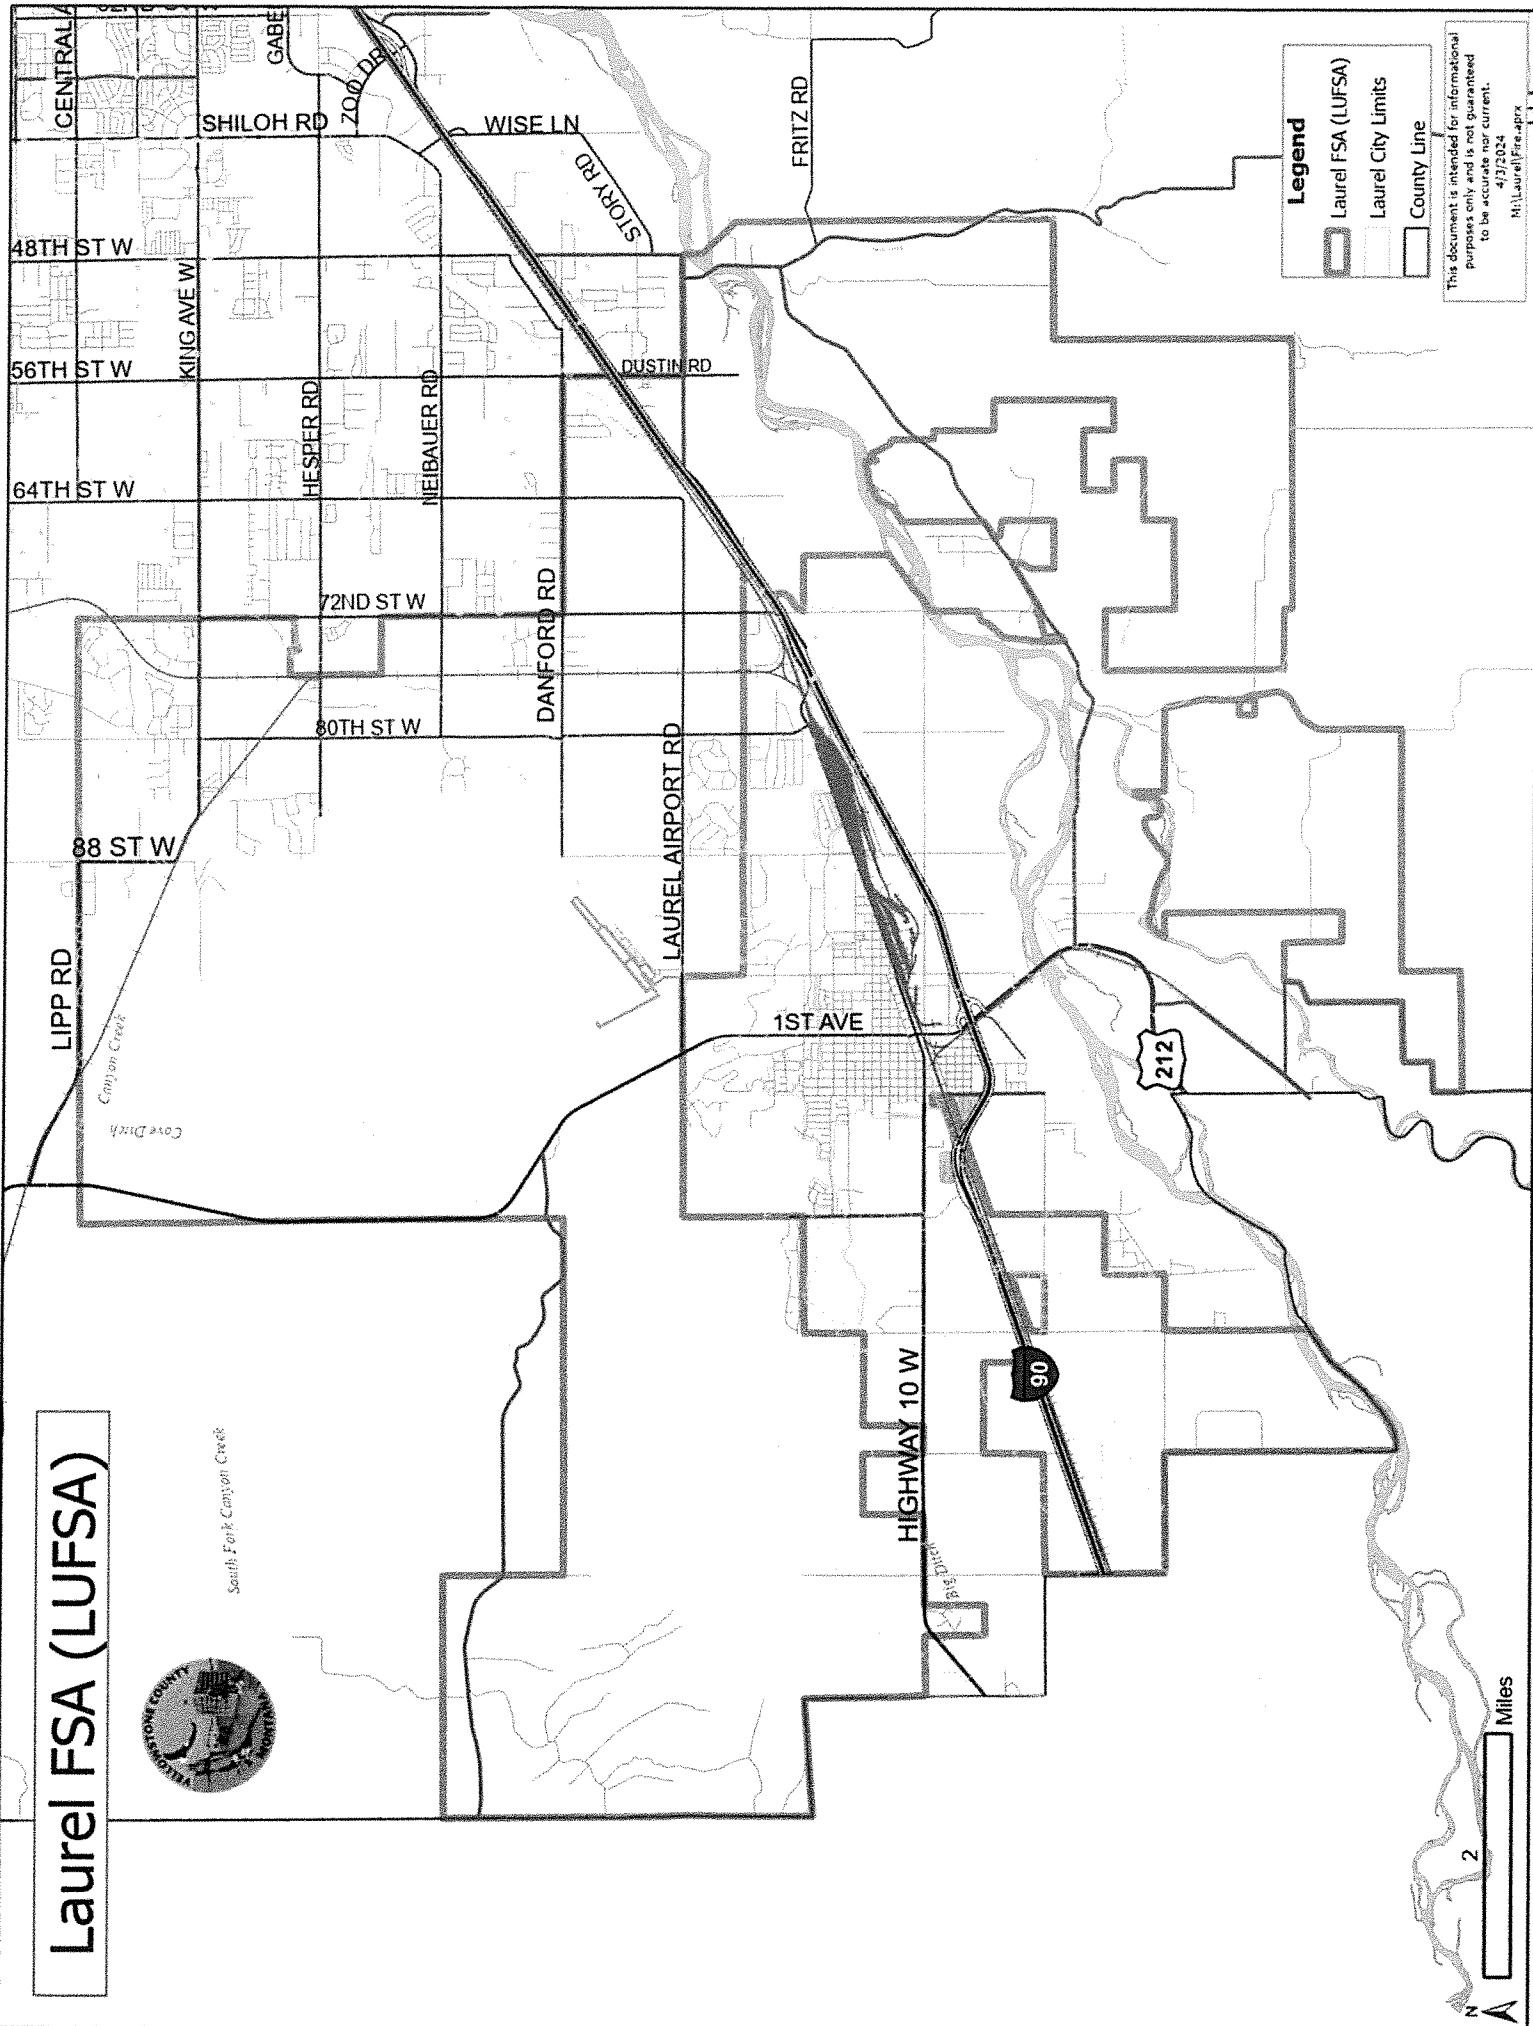 Laurel FSA (LUFSA)
YELLOWSTONE COUNTY
MONTANA
South Fork Canyon Creek
Canyon Creek
Cove Ditch
LIPP RD
88 ST W
CENTRAL
GABE
ZOO DR
SHILOH RD
WISE LN
STORY RD
FRITZ RD
48TH ST W
KING AVE W
56TH ST W
DUSTIN RD
HESPER RD
NEIBAUER RD
64TH ST W
72ND ST W
DANFORD RD
80TH ST W
LAUREL AIRPORT RD
1ST AVE
212
HIGHWAY 10 W
90
Big Ditch
Legend
Laurel FSA (LUFSA)
Laurel City Limits
County Line
This document is intended for informational
purposes only and is not guaranteed
to be accurate nor current.
4/3/2024
M:\Laurel\Fire.aprx
N
2
Miles